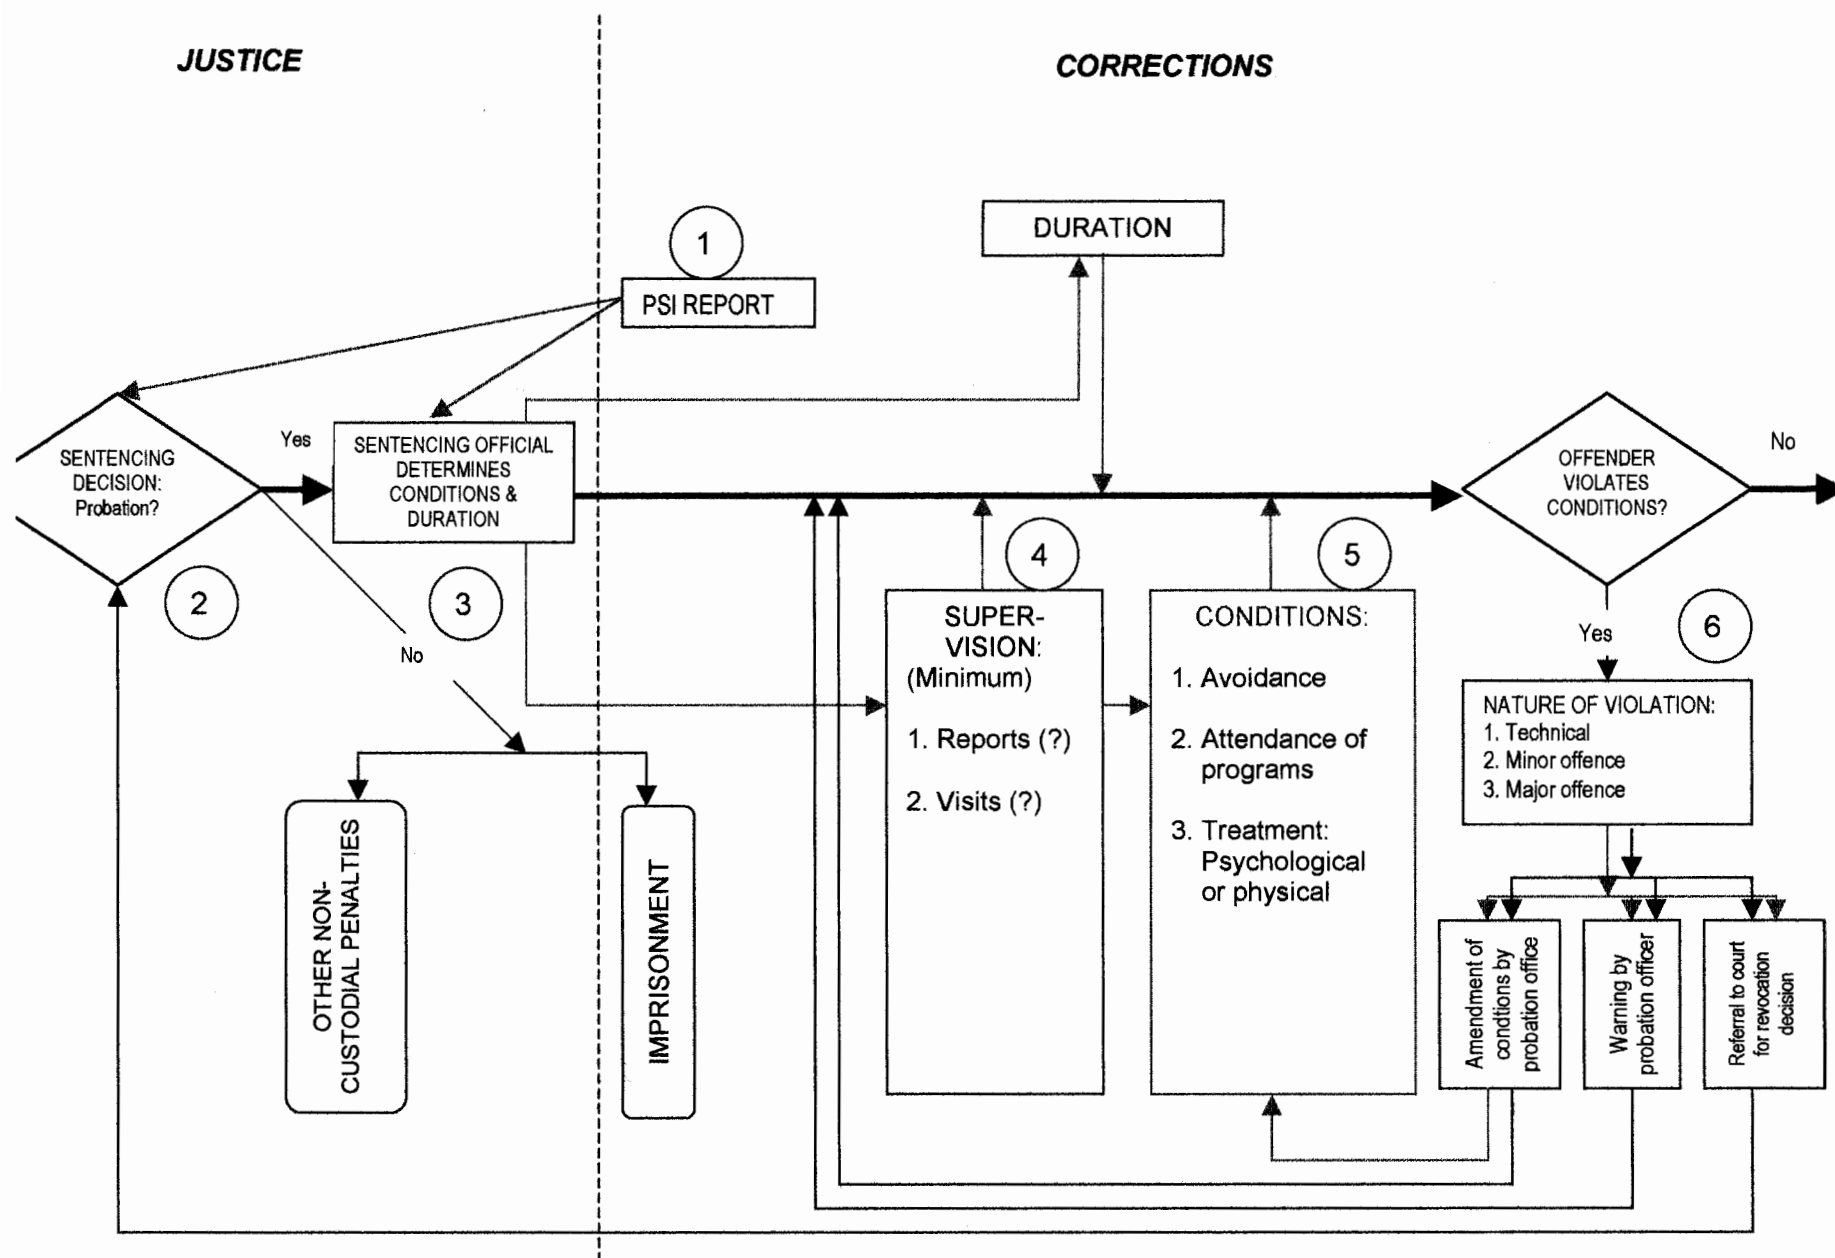 JUSTICE
CORRECTIONS
1
PSI REPORT
DURATION
SENTENCING
DECISION:
Probation?
Yes
2
SENTENCING OFFICIAL
DETERMINES
CONDITIONS &
DURATION
3
No
OTHER NON-
CUSTODIAL PENALTIES
IMPRISONMENT
4
SUPER-
VISION:
(Minimum)
1. Reports (?)
2. Visits (?)
5
CONDITIONS:
1. Avoidance
2. Attendance of
programs
3. Treatment:
Psychological
or physical
OFFENDER
VIOLATES
CONDITIONS?
No
Yes
6
NATURE OF VIOLATION:
1. Technical
2. Minor offence
3. Major offence
Amendment of
condtions by
probation office
Warning by
probation officer
Referral to court
for revocation
decision